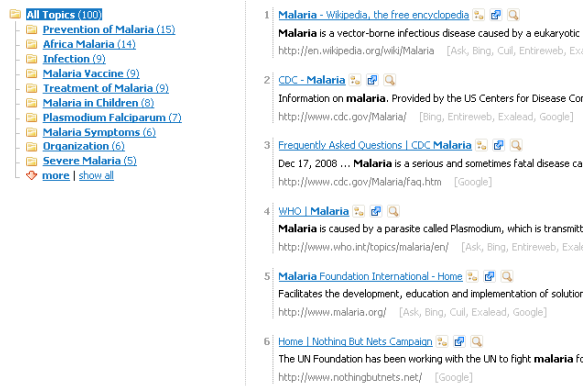 All Topics (100)
Prevention of Malaria (15)
Africa Malaria (14)
Infection (9)
Malaria Vaccine (9)
Treatment of Malaria (9)
Malaria in Children (8)
Plasmodium Falciparum (7)
Malaria Symptoms (6)
Organization (6)
Severe Malaria (5)
more | show all
1 Malaria - Wikipedia, the free encyclopedia
Malaria is a vector-borne infectious disease caused by a eukaryotic
http://en.wikipedia.org/wiki/Malaria [Ask, Bing, Cuil, Entireweb, Exa
2 CDC - Malaria
Information on malaria. Provided by the US Centers for Disease Con
http://www.cdc.gov/Malaria/ [Bing, Entireweb, Exalead, Google]
3 Frequently Asked Questions | CDC Malaria
Dec 17, 2008 ... Malaria is a serious and sometimes fatal disease ca
http://www.cdc.gov/Malaria/faq.htm [Google]
4 WHO | Malaria
Malaria is caused by a parasite called Plasmodium, which is transmitt
http://www.who.int/topics/malaria/en/ [Ask, Bing, Entireweb, Exale
5 Malaria Foundation International - Home
Facilitates the development, education and implementation of solution
http://www.malaria.org/ [Ask, Bing, Cuil, Exalead, Google]
6 Home | Nothing But Nets Campaign
The UN Foundation has been working with the UN to fight malaria fo
http://www.nothingbutnets.net/ [Google]